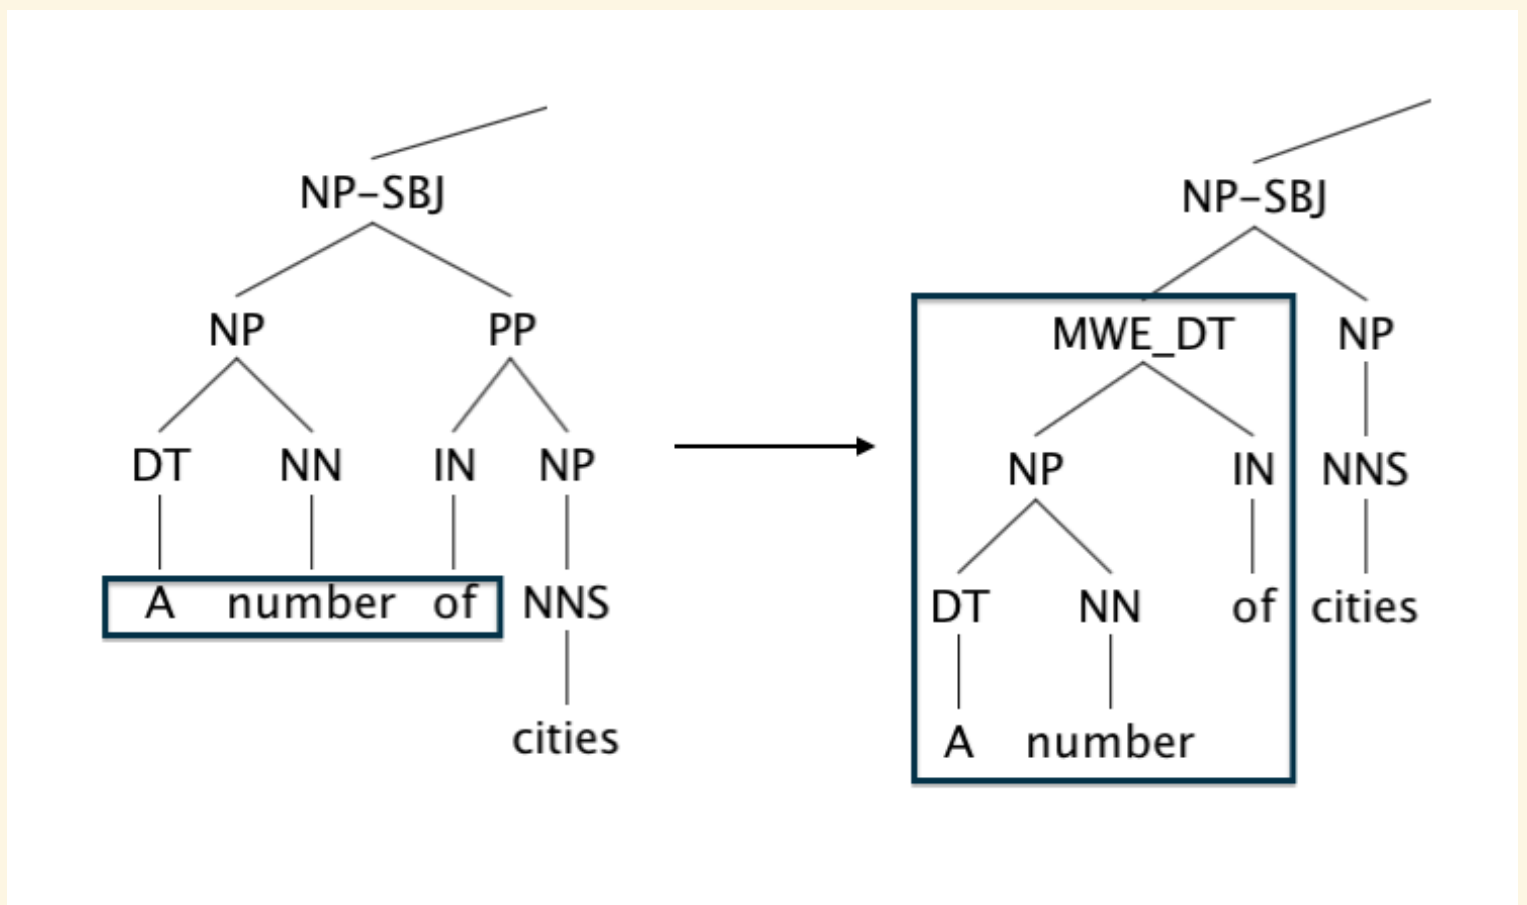 NP–SBJ NP–SBJ
NP PP MWE_DT NP
DT NN IN NP NP IN NNS
A number of NNS DT NN of cities
cities A number